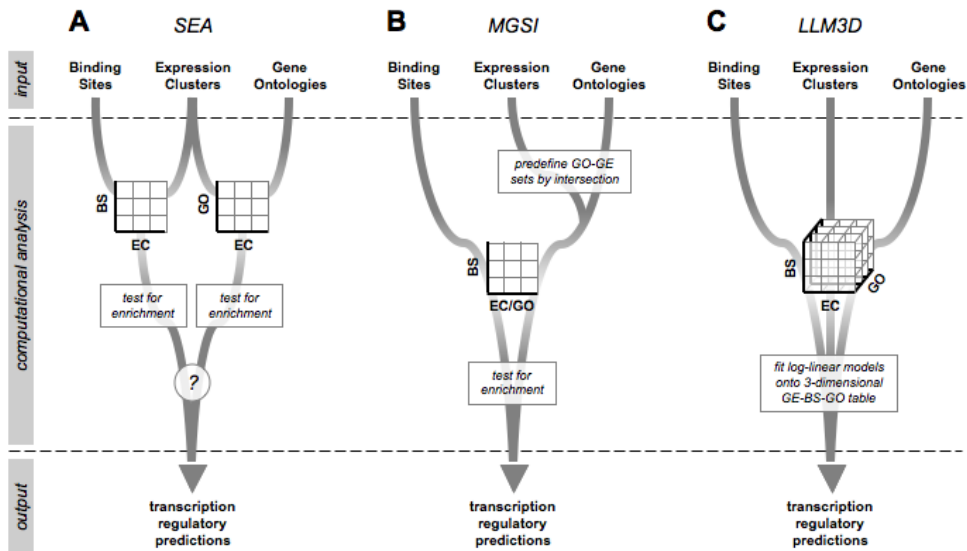 A SEA
B MGSI
C LLM3D
input
Binding
Sites
Expression
Clusters
Gene
Ontologies
Binding
Sites
Expression
Clusters
Gene
Ontologies
Binding
Sites
Expression
Clusters
Gene
Ontologies
computational analysis
BS
EC
GO
EC
test for
enrichment
test for
enrichment
?
predefine GO-GE
sets by intersection
BS
EC/GO
test for
enrichment
BS
EC
GO
fit log-linear models
onto 3-dimensional
GE-BS-GO table
output
transcription
regulatory
predictions
transcription
regulatory
predictions
transcription
regulatory
predictions